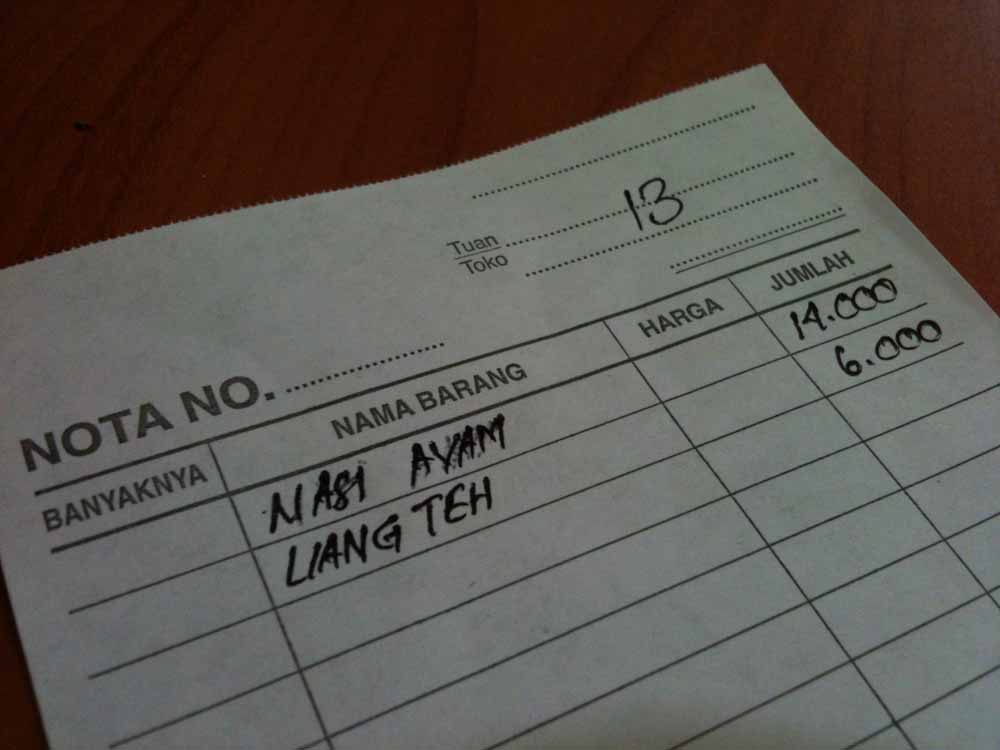 13
Tuan
Toko
NOTA NO.
BANYAKNYA NAMA BARANG HARGA JUMLAH
NASI AYAM 14.000
LIANG TEH 6.000